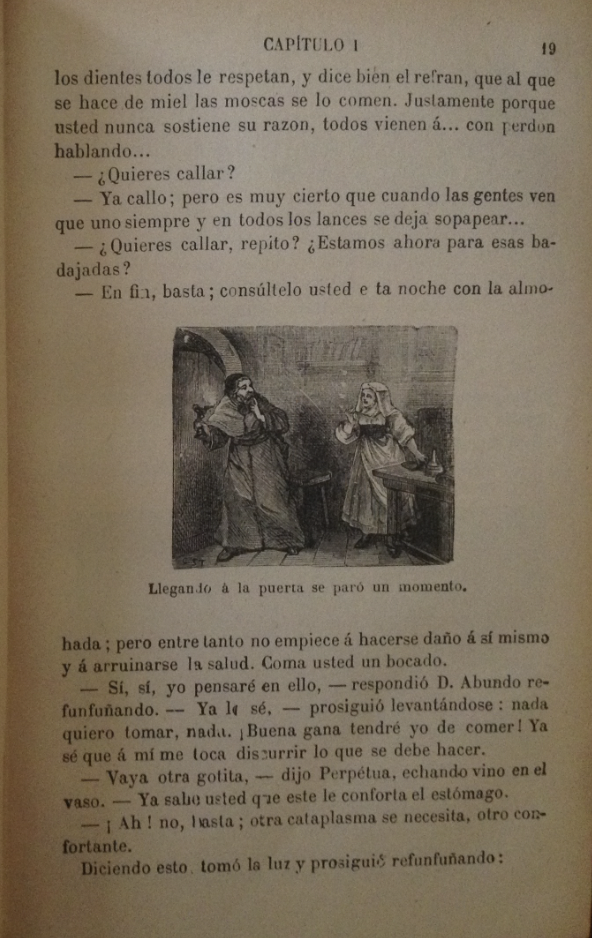 CAPÍTULO I 19
los dientes todos le respetan, y dice bien el refran, que al que
se hace de miel las moscas se lo comen. Justamente porque
usted nunca sostiene su razon, todos vienen á... con perdon
hablando...
— ¿Quieres callar?
— Ya callo; pero es muy cierto que cuando las gentes ven
que uno siempre y en todos los lances se deja sopapear...
— ¿Quieres callar, repito? ¿Estamos ahora para esas ba-
dajadas?
— En fin, basta; consúltelo usted e ta noche con la almo-
Llegando á la puerta se paró un momento.
hada; pero entre tanto no empiece á hacerse daño á sí mismo
y á arruinarse la salud. Coma usted un bocado.
— Sí, sí, yo pensaré en ello, — respondió D. Abundo re-
funfuñando. — Ya lo sé, — prosiguió levantándose: nada
quiero tomar, nada. ¡Buena gana tendré yo de comer! Ya
sé que á mí me toca discurrir lo que se debe hacer.
— Vaya otra gotita, — dijo Perpétua, echando vino en el
vaso. — Ya sabe usted que este le conforta el estómago.
— ¡Ah! no, basta; otra cataplasma se necesita, otro con-
fortante.
Diciendo esto tomó la luz y prosiguió refunfuñando: